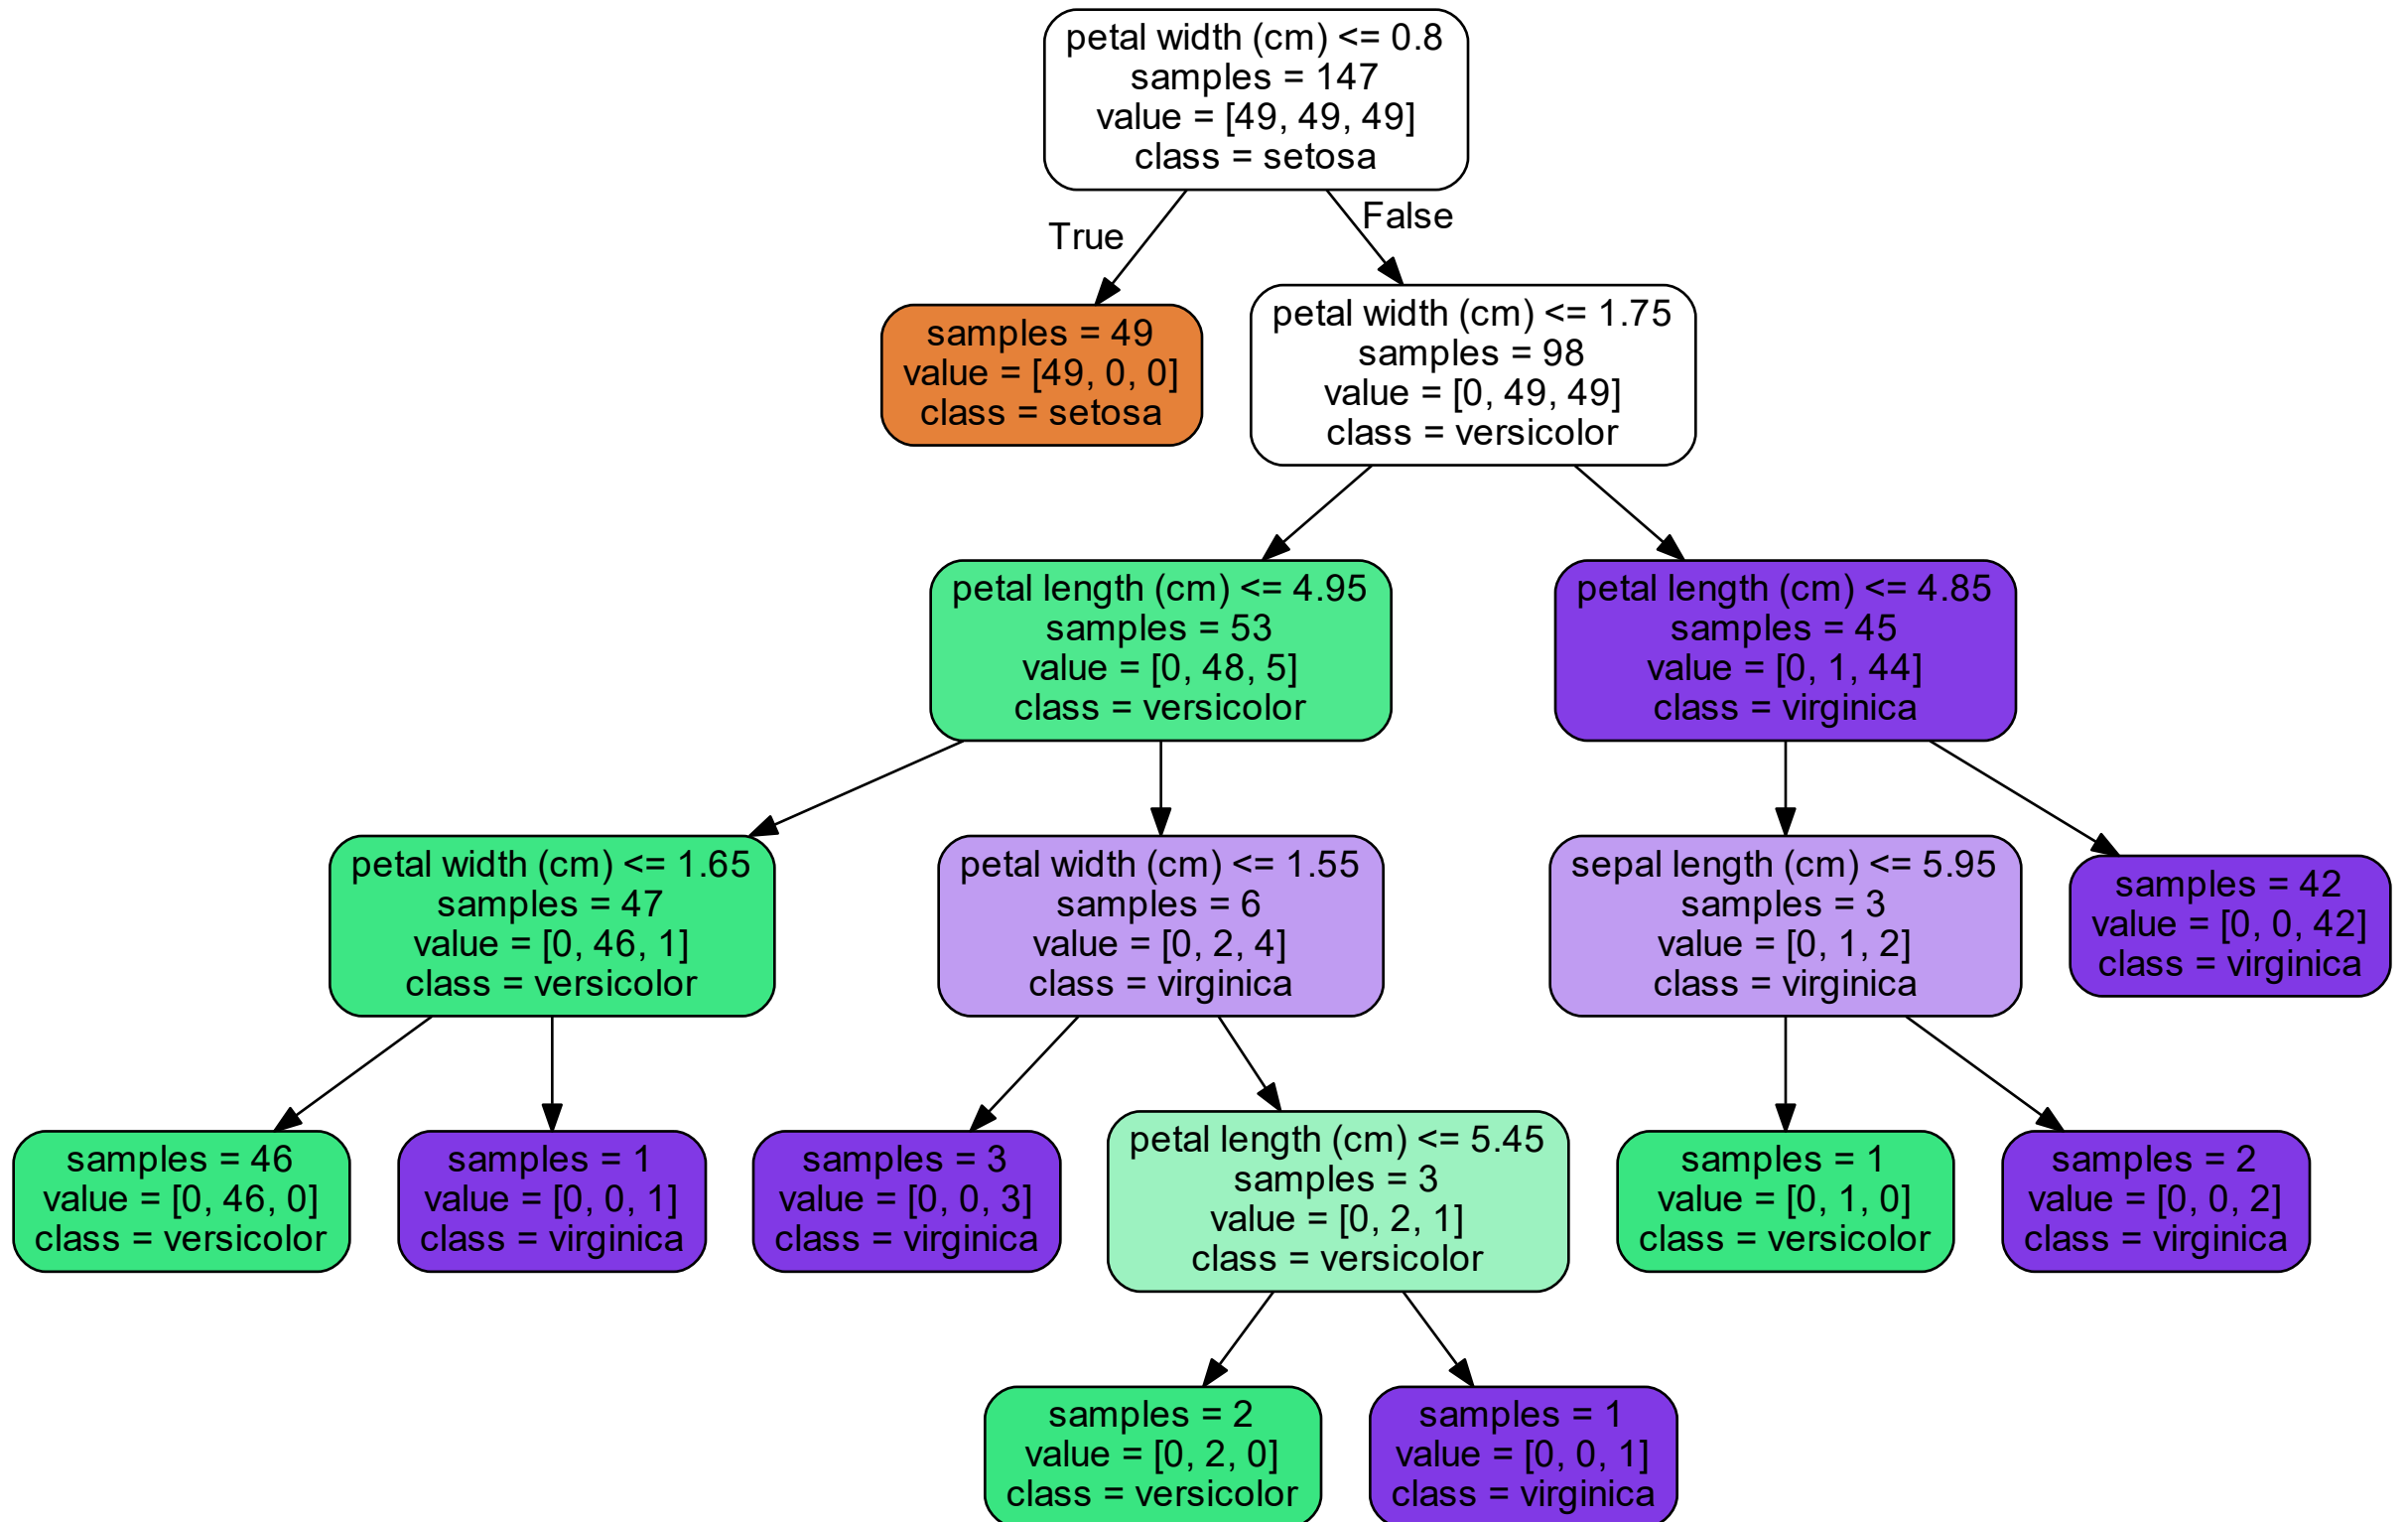 petal width (cm) <= 0.8
samples = 147
value = [49, 49, 49]
class = setosa
True
False
samples = 49
value = [49, 0, 0]
class = setosa
petal width (cm) <= 1.75
samples = 98
value = [0, 49, 49]
class = versicolor
petal length (cm) <= 4.95
samples = 53
value = [0, 48, 5]
class = versicolor
petal length (cm) <= 4.85
samples = 45
value = [0, 1, 44]
class = virginica
petal width (cm) <= 1.65
samples = 47
value = [0, 46, 1]
class = versicolor
petal width (cm) <= 1.55
samples = 6
value = [0, 2, 4]
class = virginica
sepal length (cm) <= 5.95
samples = 3
value = [0, 1, 2]
class = virginica
samples = 42
value = [0, 0, 42]
class = virginica
samples = 46
value = [0, 46, 0]
class = versicolor
samples = 1
value = [0, 0, 1]
class = virginica
samples = 3
value = [0, 0, 3]
class = virginica
petal length (cm) <= 5.45
samples = 3
value = [0, 2, 1]
class = versicolor
samples = 1
value = [0, 1, 0]
class = versicolor
samples = 2
value = [0, 0, 2]
class = virginica
samples = 2
value = [0, 2, 0]
class = versicolor
samples = 1
value = [0, 0, 1]
class = virginica